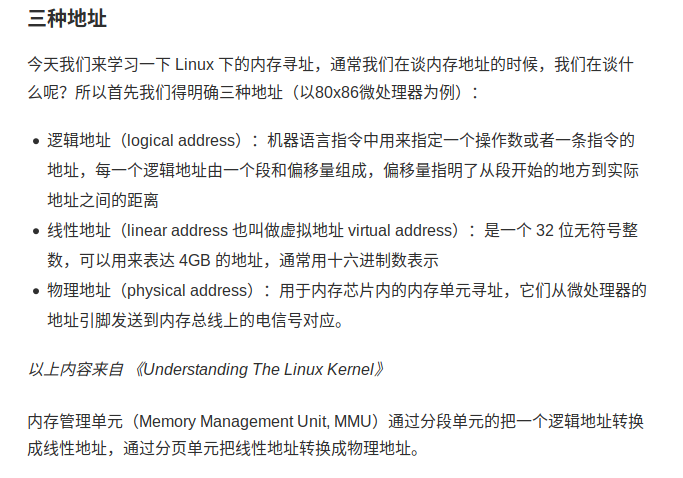 三种地址
今天我们来学习一下 Linux 下的内存寻址，通常我们在谈内存地址的时候，我们在谈什
么呢？所以首先我们得明确三种地址（以80x86微处理器为例）：
• 逻辑地址（logical address）：机器语言指令中用来指定一个操作数或者一条指令的
地址，每一个逻辑地址由一个段和偏移量组成，偏移量指明了从段开始的地方到实际
地址之间的距离
• 线性地址（linear address 也叫做虚拟地址 virtual address）：是一个 32 位无符号整
数，可以用来表达 4GB 的地址，通常用十六进制数表示
• 物理地址（physical address）：用于内存芯片内的内存单元寻址，它们从微处理器的
地址引脚发送到内存总线上的电信号对应。
以上内容来自 《Understanding The Linux Kernel》
内存管理单元（Memory Management Unit, MMU）通过分段单元的把一个逻辑地址转换
成线性地址，通过分页单元把线性地址转换成物理地址。